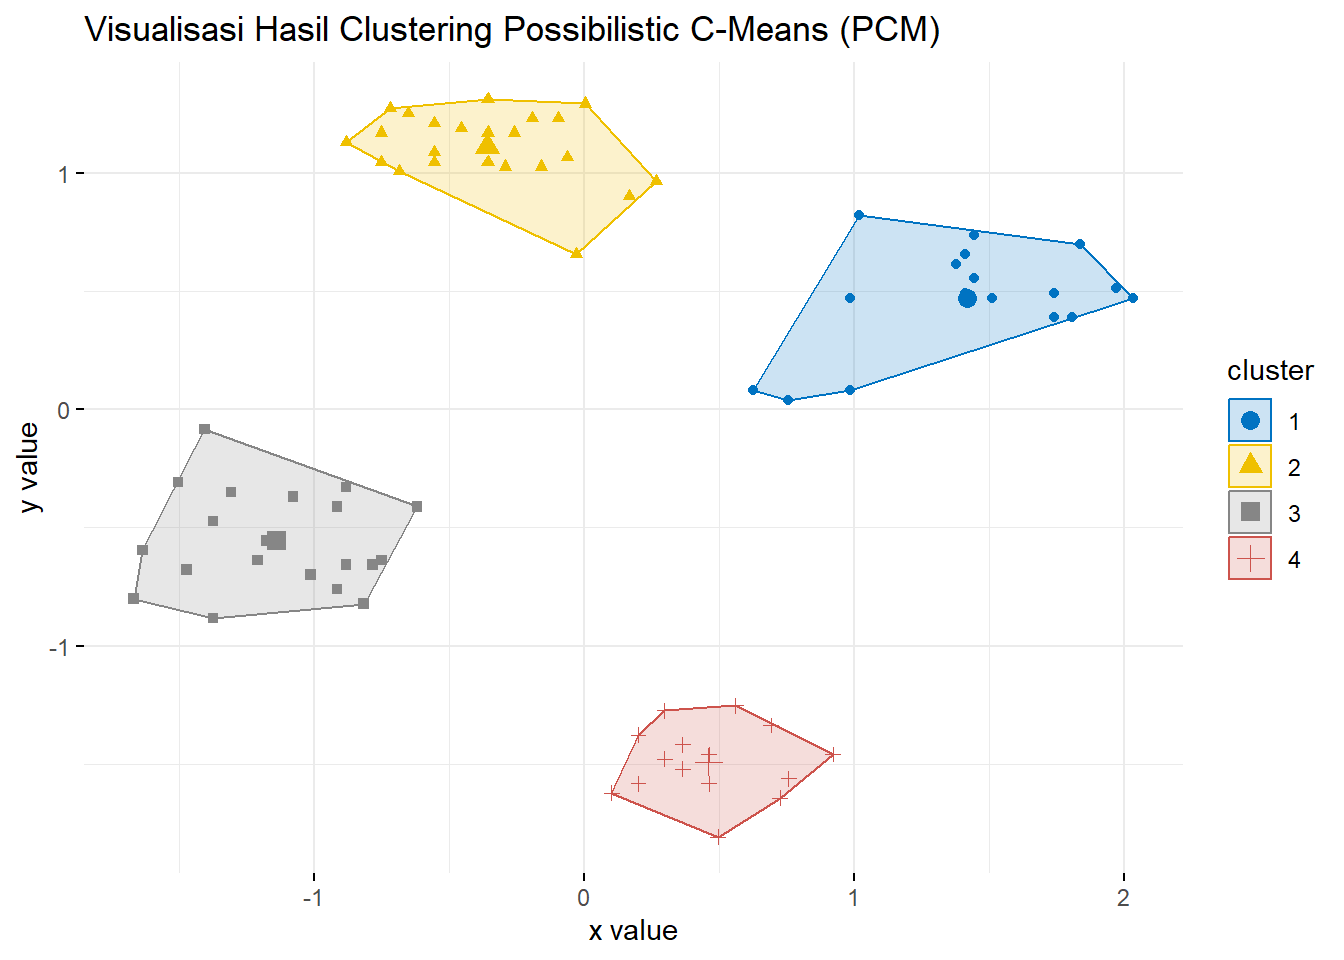 Visualisasi Hasil Clustering Possibilistic C-Means (PCM)
1
0
-1
y value
-1
0
1
2
x value
cluster
1
2
3
4